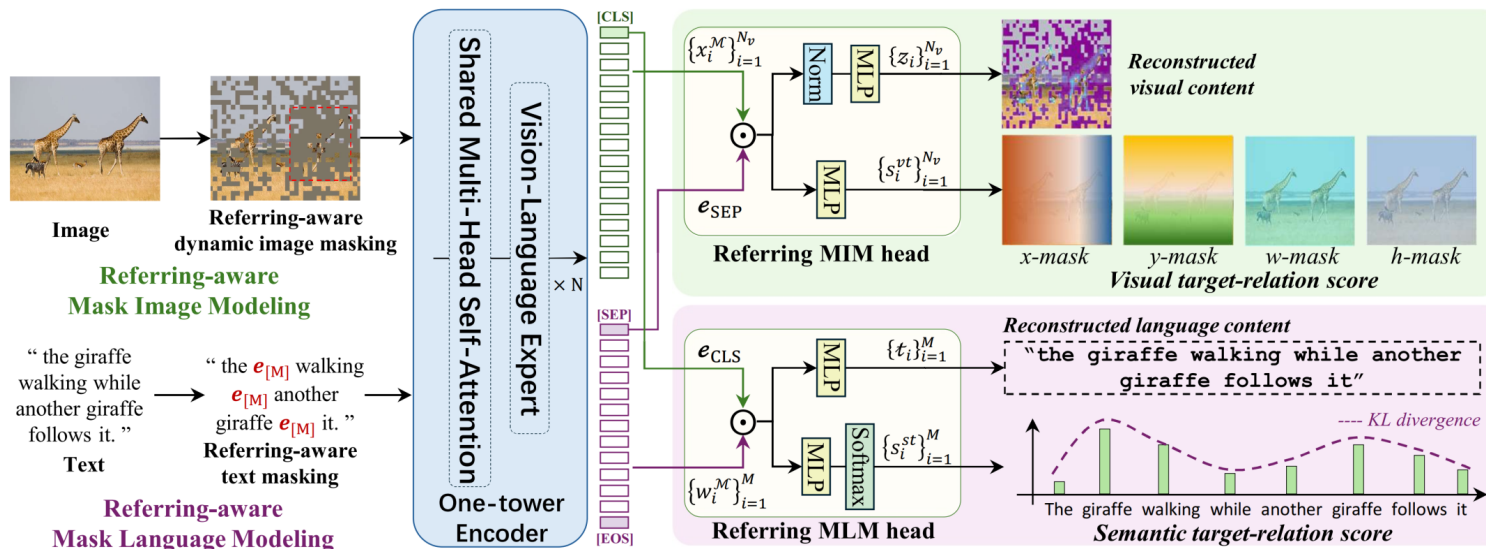 Image
Referring-aware
dynamic image masking
Referring-aware
Mask Image Modeling
“ the giraffe
walking while
another giraffe
follows it. ”
Text
“ the e[M] walking
e[M] another
giraffe e[M] it. ”
Referring-aware
text masking
Referring-aware
Mask Language Modeling
Shared Multi-Head Self-Attention
Vision-Language Expert
× N
One-tower
Encoder
[CLS]
[SEP]
[EOS]
{x_i^ℳ}_{i=1}^{N_v}
e_SEP
Norm
MLP
{z_i}_{i=1}^{N_v}
MLP
{s_i^{vt}}_{i=1}^{N_v}
Referring MIM head
Reconstructed
visual content
x-mask
y-mask
w-mask
h-mask
Visual target-relation score
e_CLS
{w_i^ℳ}_{i=1}^{M}
MLP
{t_i}_{i=1}^{M}
MLP
Softmax
{s_i^{st}}_{i=1}^{M}
Referring MLM head
Reconstructed language content
“the giraffe walking while another
giraffe follows it”
---- KL divergence
The giraffe walking while another giraffe follows it
Semantic target-relation score